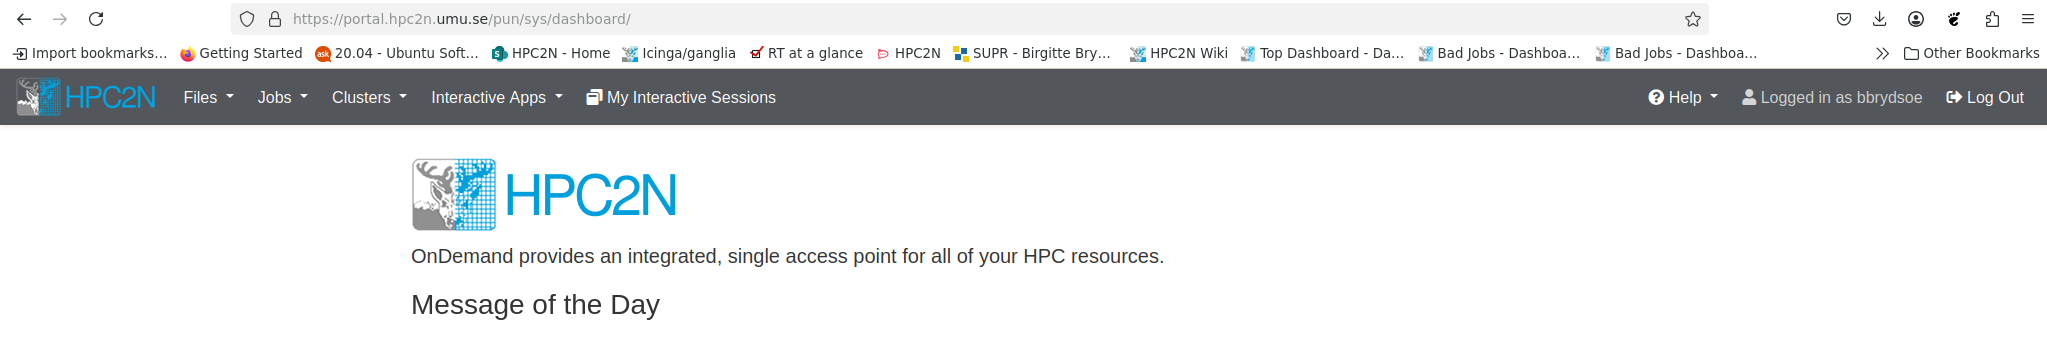 https://portal.hpc2n.umu.se/pun/sys/dashboard/
Import bookmarks... Getting Started 20.04 - Ubuntu Soft... HPC2N - Home Icinga/ganglia RT at a glance HPC2N SUPR - Birgitte Bry... HPC2N Wiki Top Dashboard - Da... Bad Jobs - Dashboa... Bad Jobs - Dashboa... Other Bookmarks
HPC2N Files Jobs Clusters Interactive Apps My Interactive Sessions Help Logged in as bbrydsoe Log Out
HPC2N
OnDemand provides an integrated, single access point for all of your HPC resources.
Message of the Day